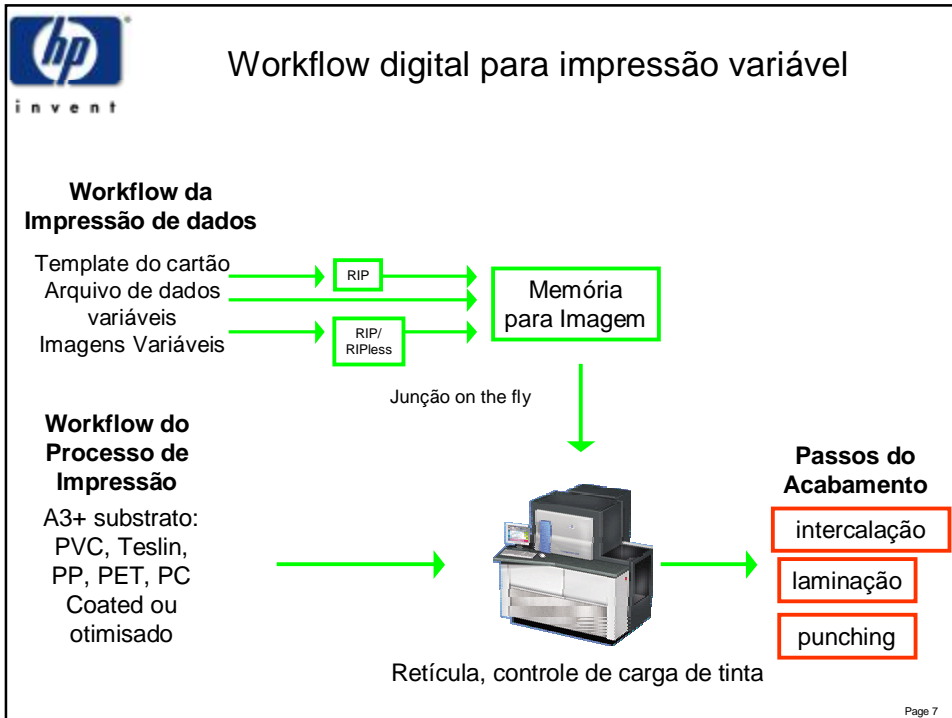 hp
invent
Workflow digital para impressão variável
Workflow da
Impressão de dados
Template do cartão
Arquivo de dados
variáveis
Imagens Variáveis
RIP
RIP/
RIPless
Memória
para Imagem
Junção on the fly
Workflow do
Processo de
Impressão
A3+ substrato:
PVC, Teslin,
PP, PET, PC
Coated ou
otimisado
Retícula, controle de carga de tinta
Passos do
Acabamento
intercalação
laminação
punching
Page 7